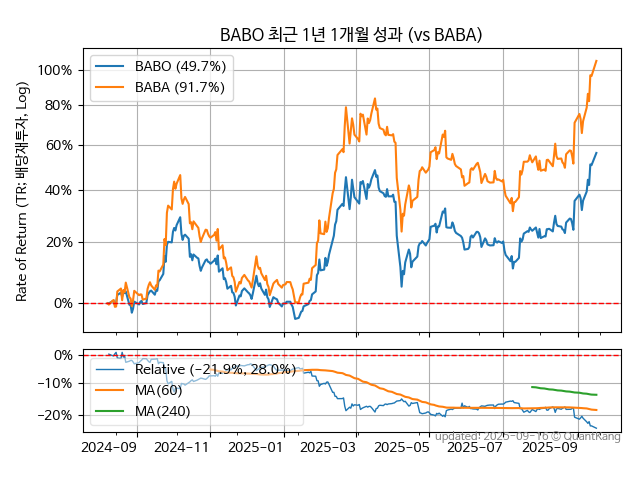 BABO 최근 1년 1개월 성과 (vs BABA)
Rate of Return (TR: 배당재투자, Log)
100%
80%
60%
40%
20%
0%
BABO (49.7%)
BABA (91.7%)
0%
−10%
−20%
Relative (−21.9%, 28.0%)
MA(60)
MA(240)
2024-09
2024-11
2025-01
2025-03
2025-05
2025-07
2025-09
updated: 2025-09-16 © QuantRang